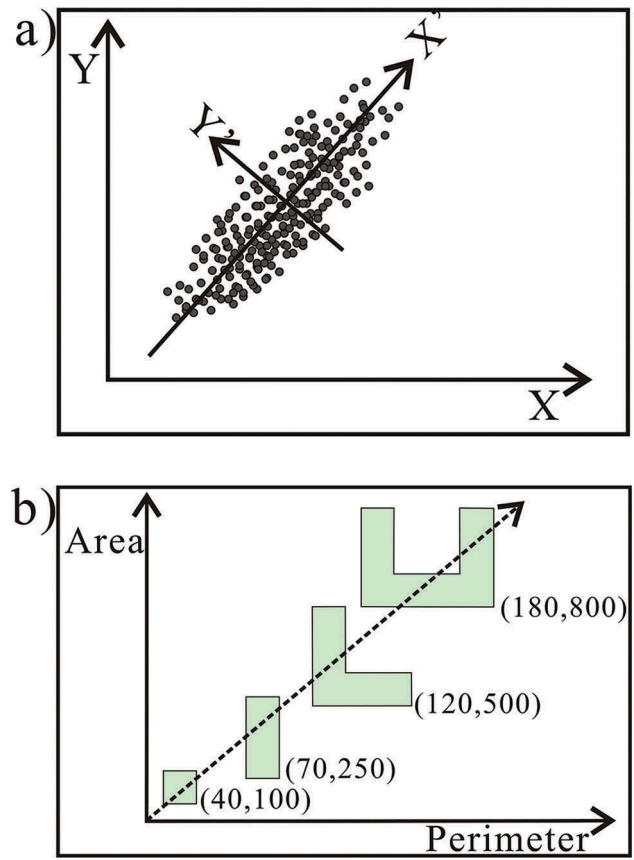 a)
Y
X'
Y'
X
b)
Area
(180,800)
(120,500)
(70,250)
(40,100)
Perimeter